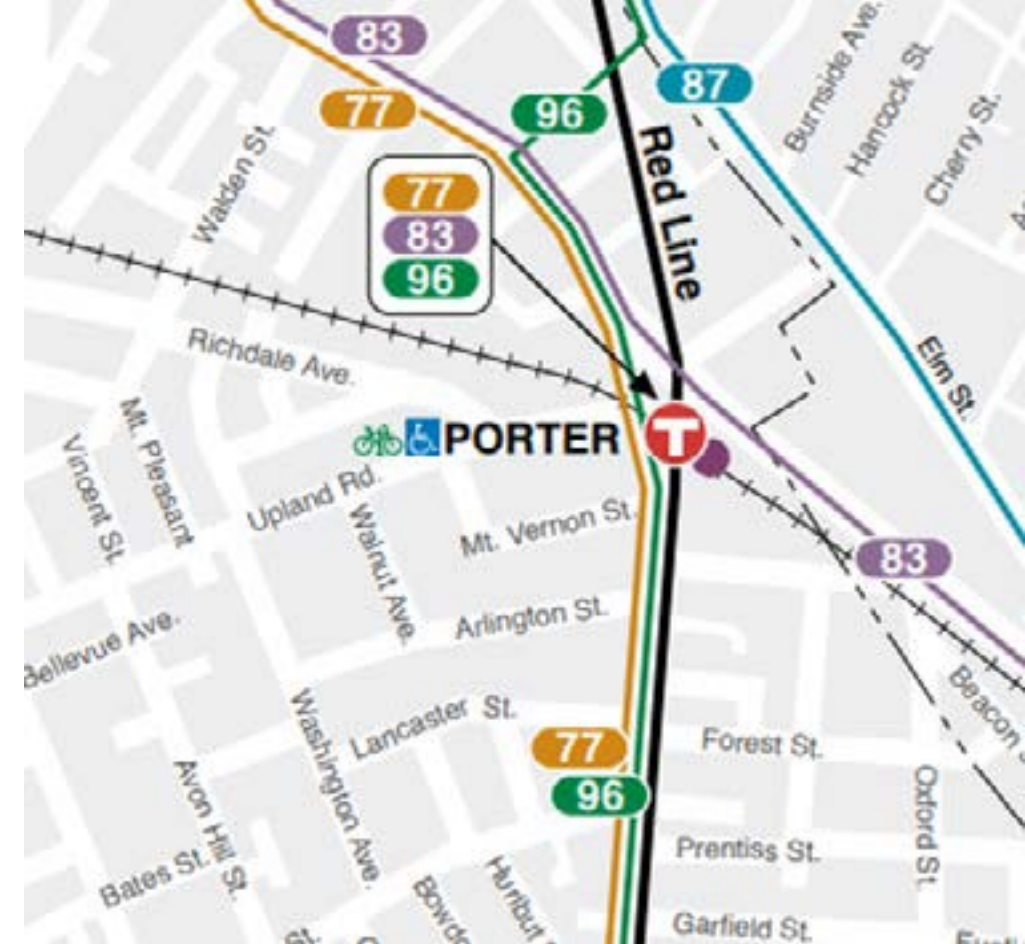 83
77
96
87
Burnside Ave.
Hancock St.
Cherry St.
Walden St.
Red Line
77
83
96
Richdale Ave.
Elm St.
Mt. Pleasant
Vincent St.
PORTER
T
Upland Rd.
Walnut Ave.
Mt. Vernon St.
83
Arlington St.
Bellevue Ave.
Beacon
Washington Ave.
Lancaster St.
77
96
Forest St.
Avon Hill St.
Oxford St.
Bates St.
Prentiss St.
Hurlbut
Garfield St.